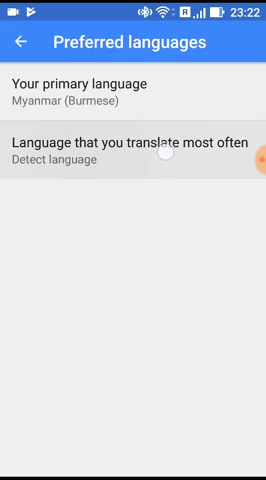 R 23:22
Preferred languages
Your primary language
Myanmar (Burmese)
Language that you translate most often
Detect language